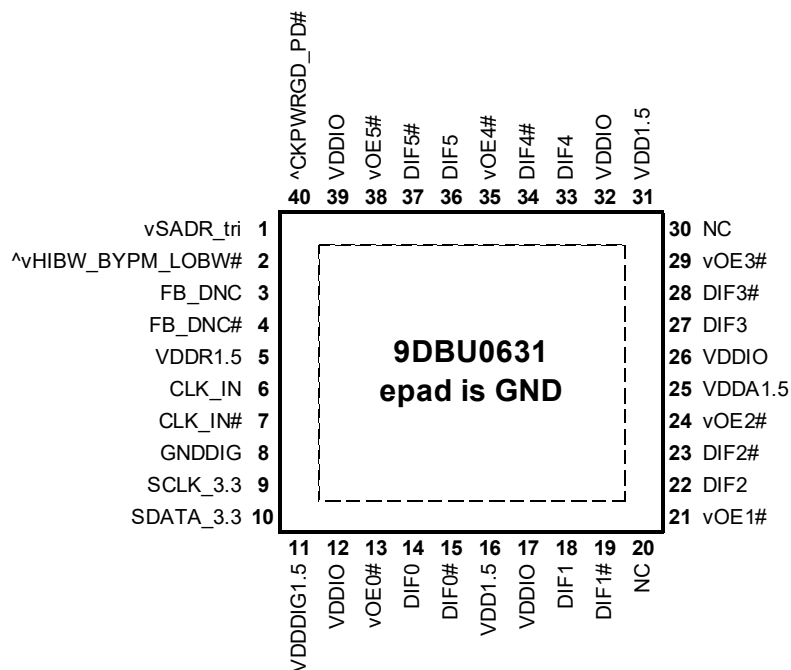 ^CKPWRGD_PD#
VDDIO
vOE5#
DIF5#
DIF5
vOE4#
DIF4#
DIF4
VDDIO
VDD1.5
40 39 38 37 36 35 34 33 32 31
vSADR_tri 1
^vHIBW_BYPM_LOBW# 2
FB_DNC 3
FB_DNC# 4
VDDR1.5 5
CLK_IN 6
CLK_IN# 7
GNDDIG 8
SCLK_3.3 9
SDATA_3.3 10
9DBU0631
epad is GND
30 NC
29 vOE3#
28 DIF3#
27 DIF3
26 VDDIO
25 VDDA1.5
24 vOE2#
23 DIF2#
22 DIF2
21 vOE1#
11 12 13 14 15 16 17 18 19 20
VDDDIG1.5
VDDIO
vOE0#
DIF0
DIF0#
VDD1.5
VDDIO
DIF1
DIF1#
NC